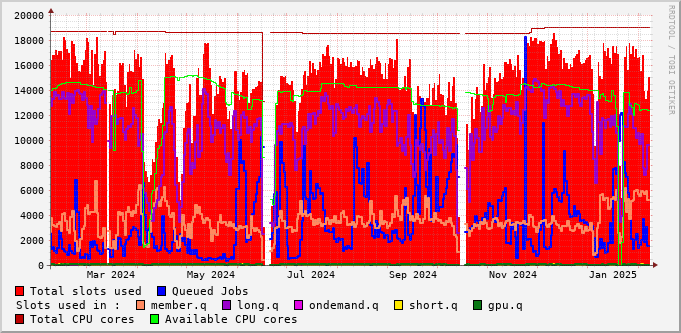 20000
18000
16000
14000
12000
10000
8000
6000
4000
2000
0
Mar 2024 May 2024 Jul 2024 Sep 2024 Nov 2024 Jan 2025
RRDTOOL / TOBI OETIKER
Total slots used Queued Jobs
Slots used in : member.q long.q ondemand.q short.q gpu.q
Total CPU cores Available CPU cores